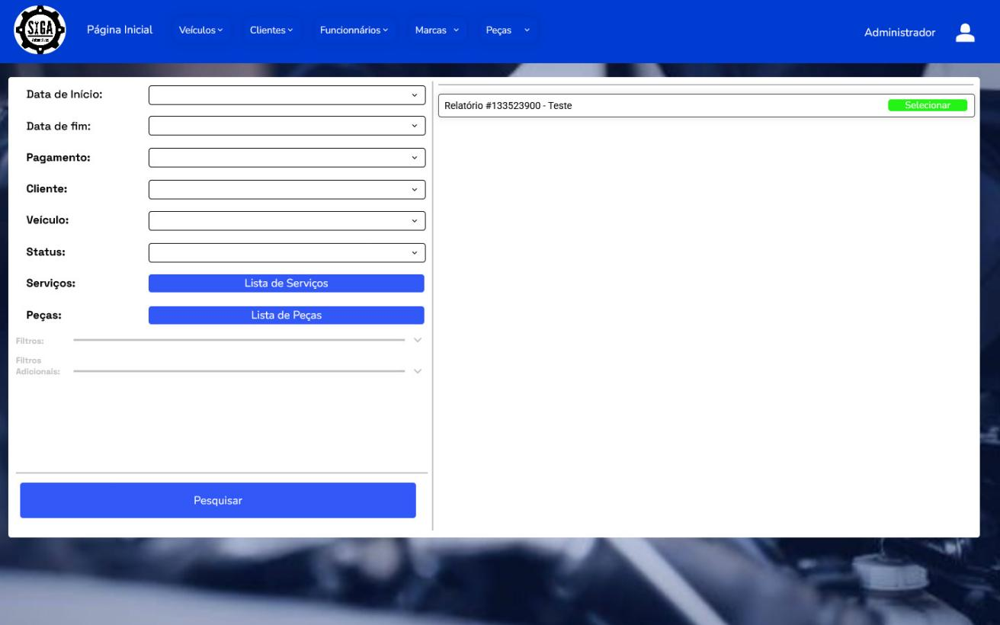 SiGA
Página Inicial
Veículos
Clientes
Funcionnários
Marcas
Peças
Administrador
Data de Início:
Data de fim:
Pagamento:
Cliente:
Veículo:
Status:
Serviços:
Lista de Serviços
Peças:
Lista de Peças
Filtros:
Filtros
Adicionais:
Pesquisar
Relatório #133523900 - Teste
Selecionar